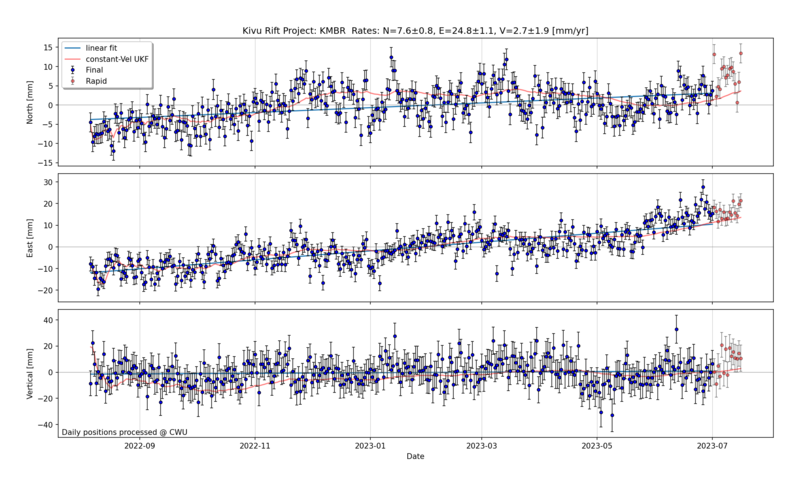 Kivu Rift Project: KMBR  Rates: N=7.6±0.8, E=24.8±1.1, V=2.7±1.9 [mm/yr]
linear fit
constant-Vel UKF
Final
Rapid
North [mm]
15
10
5
0
−5
−10
−15
East [mm]
30
20
10
0
−10
−20
Vertical [mm]
40
20
0
−20
−40
Daily positions processed @ CWU
2022-09
2022-11
2023-01
2023-03
2023-05
2023-07
Date